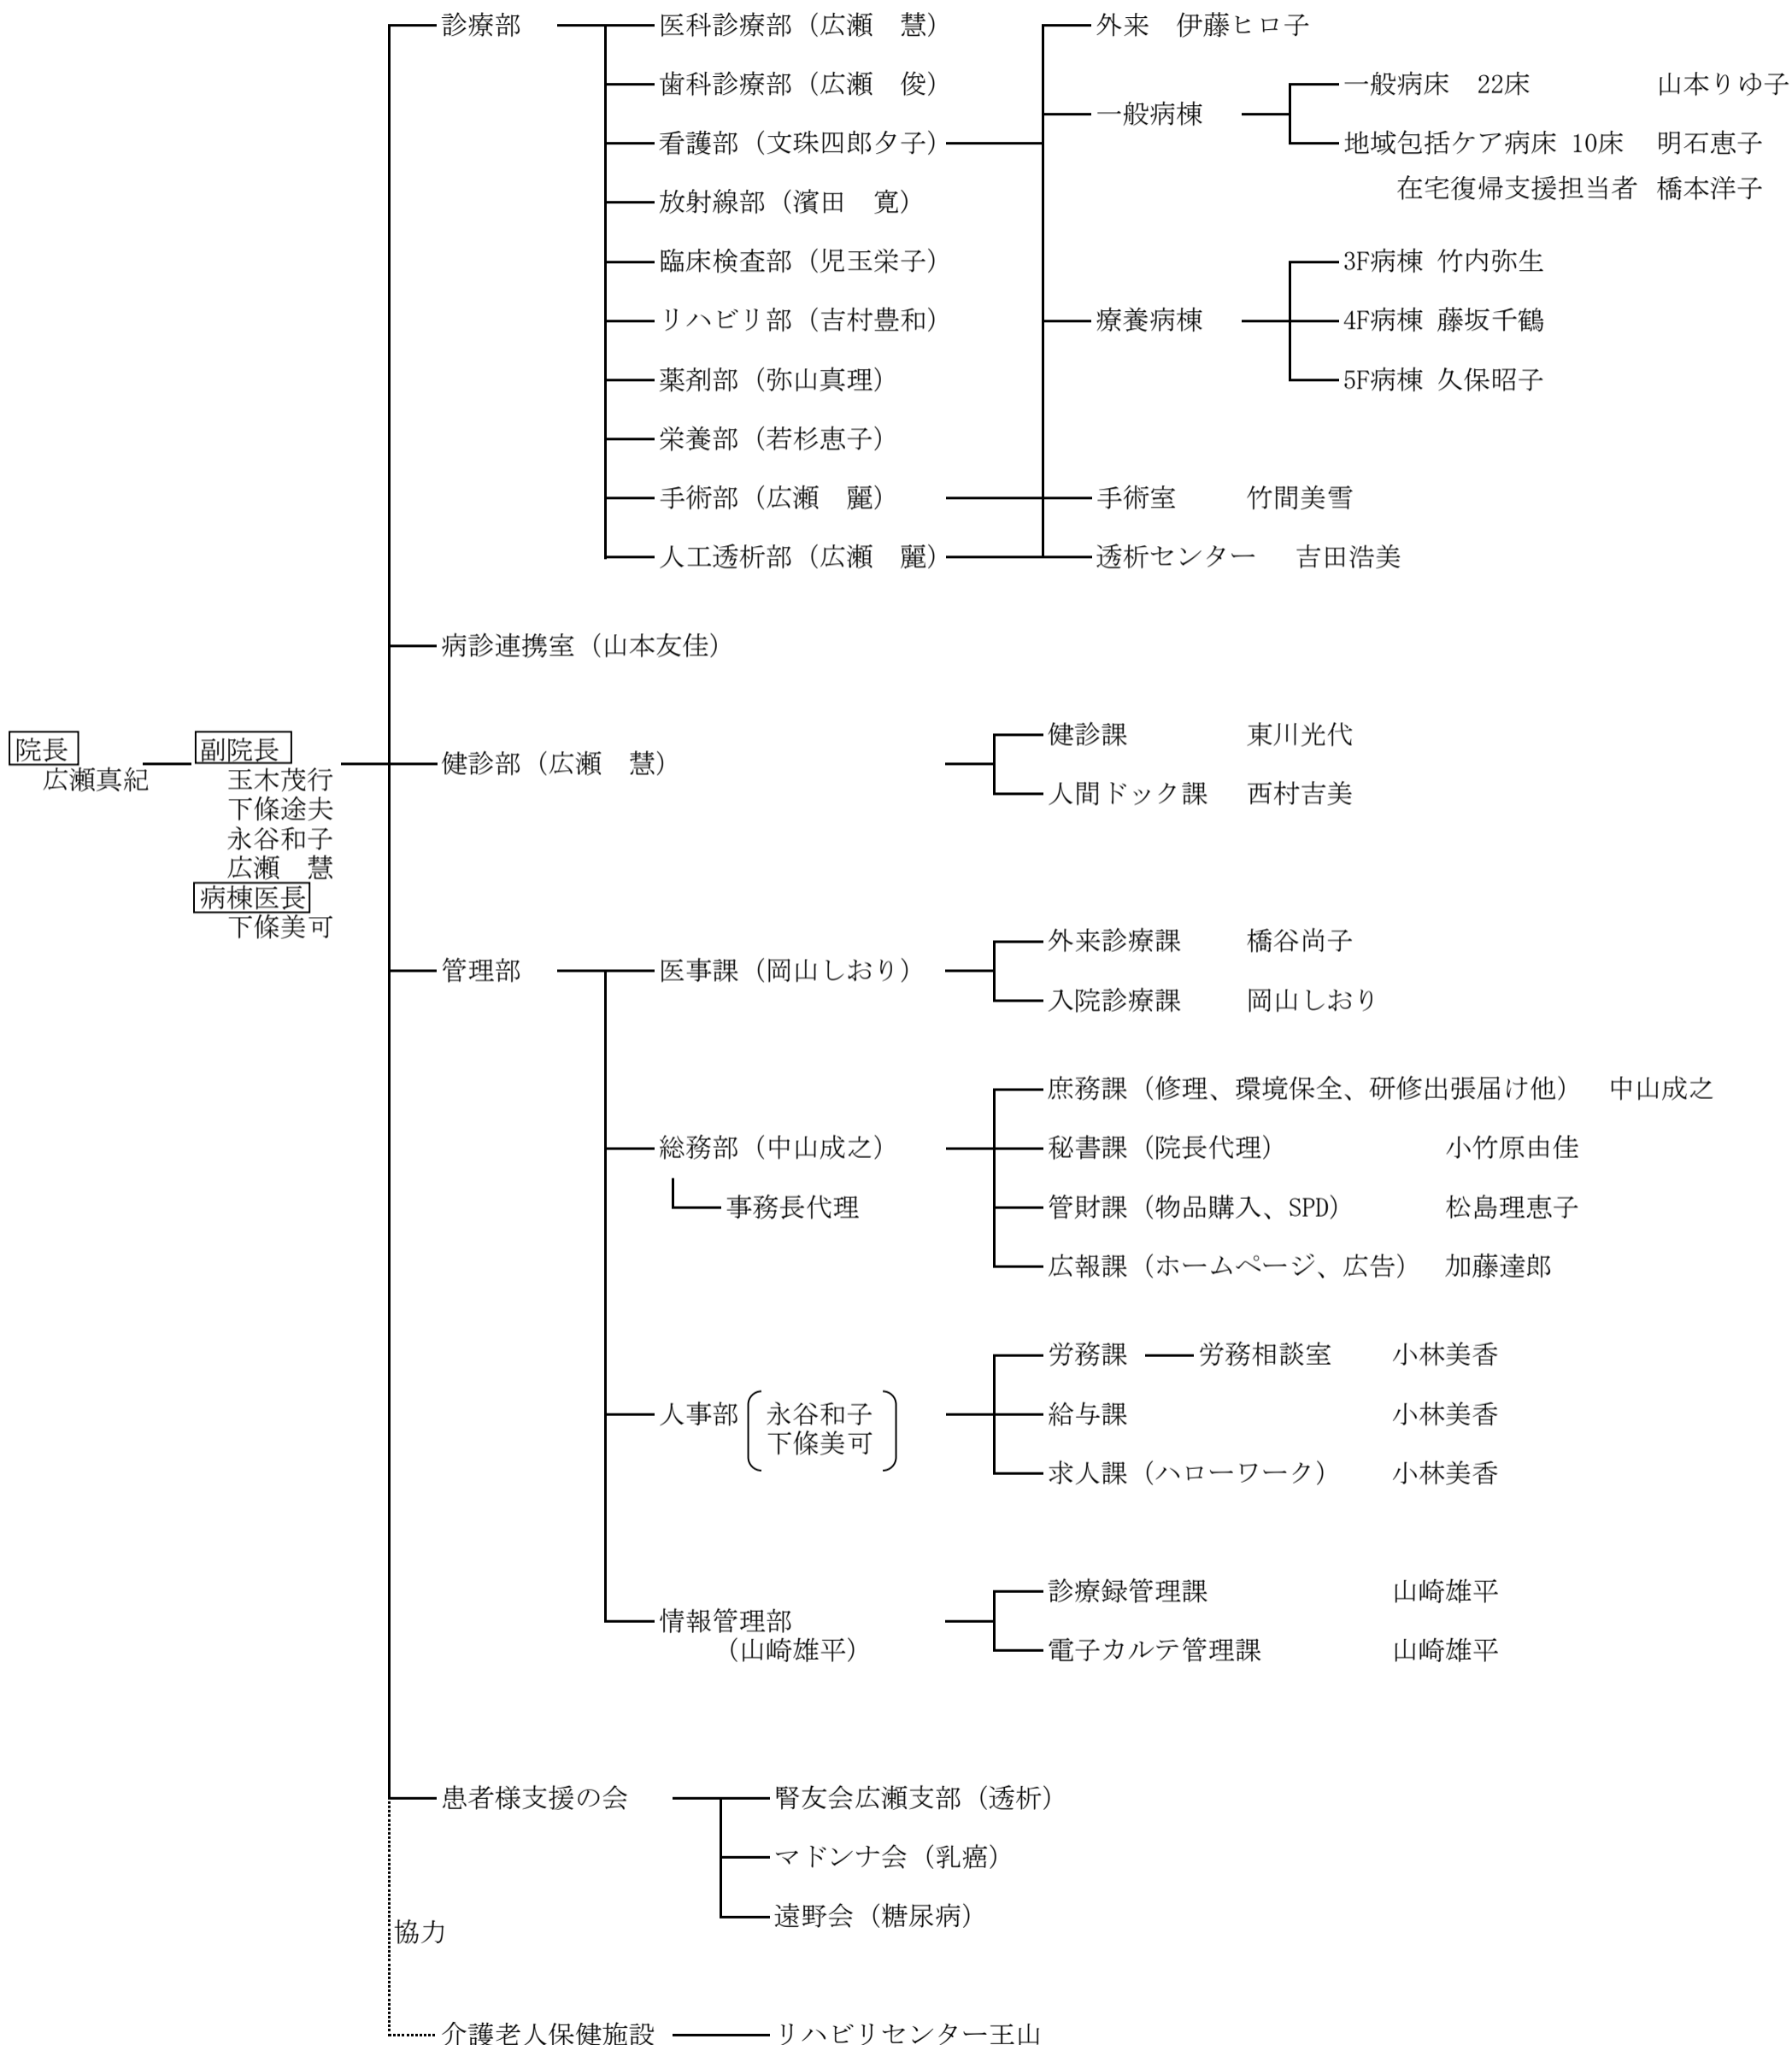 診療部 医科診療部（広瀬　慧） 外来　伊藤ヒロ子
歯科診療部（広瀬　俊） 一般病床　22床 山本りゆ子
一般病棟
看護部（文珠四郎夕子） 地域包括ケア病床 10床 明石恵子
放射線部（濱田　寛） 在宅復帰支援担当者 橋本洋子
臨床検査部（児玉栄子） 3F病棟 竹内弥生
リハビリ部（吉村豊和） 療養病棟 4F病棟 藤坂千鶴
薬剤部（弥山真理） 5F病棟 久保昭子
栄養部（若杉恵子）
手術部（広瀬　麗） 手術室 竹間美雪
人工透析部（広瀬　麗） 透析センター 吉田浩美
病診連携室（山本友佳）
健診課 東川光代
院長 副院長 健診部（広瀬　慧）
広瀬真紀 玉木茂行 人間ドック課 西村吉美
下條途夫
永谷和子
広瀬　慧
病棟医長
下條美可 外来診療課 橋谷尚子
管理部 医事課（岡山しおり）
入院診療課 岡山しおり
庶務課（修理、環境保全、研修出張届け他） 中山成之
総務部（中山成之） 秘書課（院長代理） 小竹原由佳
事務長代理 管財課（物品購入、SPD） 松島理恵子
広報課（ホームページ、広告） 加藤達郎
労務課 労務相談室 小林美香
人事部 永谷和子 給与課 小林美香
下條美可
求人課（ハローワーク） 小林美香
診療録管理課 山崎雄平
情報管理部
（山崎雄平） 電子カルテ管理課 山崎雄平
患者様支援の会 腎友会広瀬支部（透析）
マドンナ会（乳癌）
遠野会（糖尿病）
協力
介護老人保健施設 リハビリセンター王山